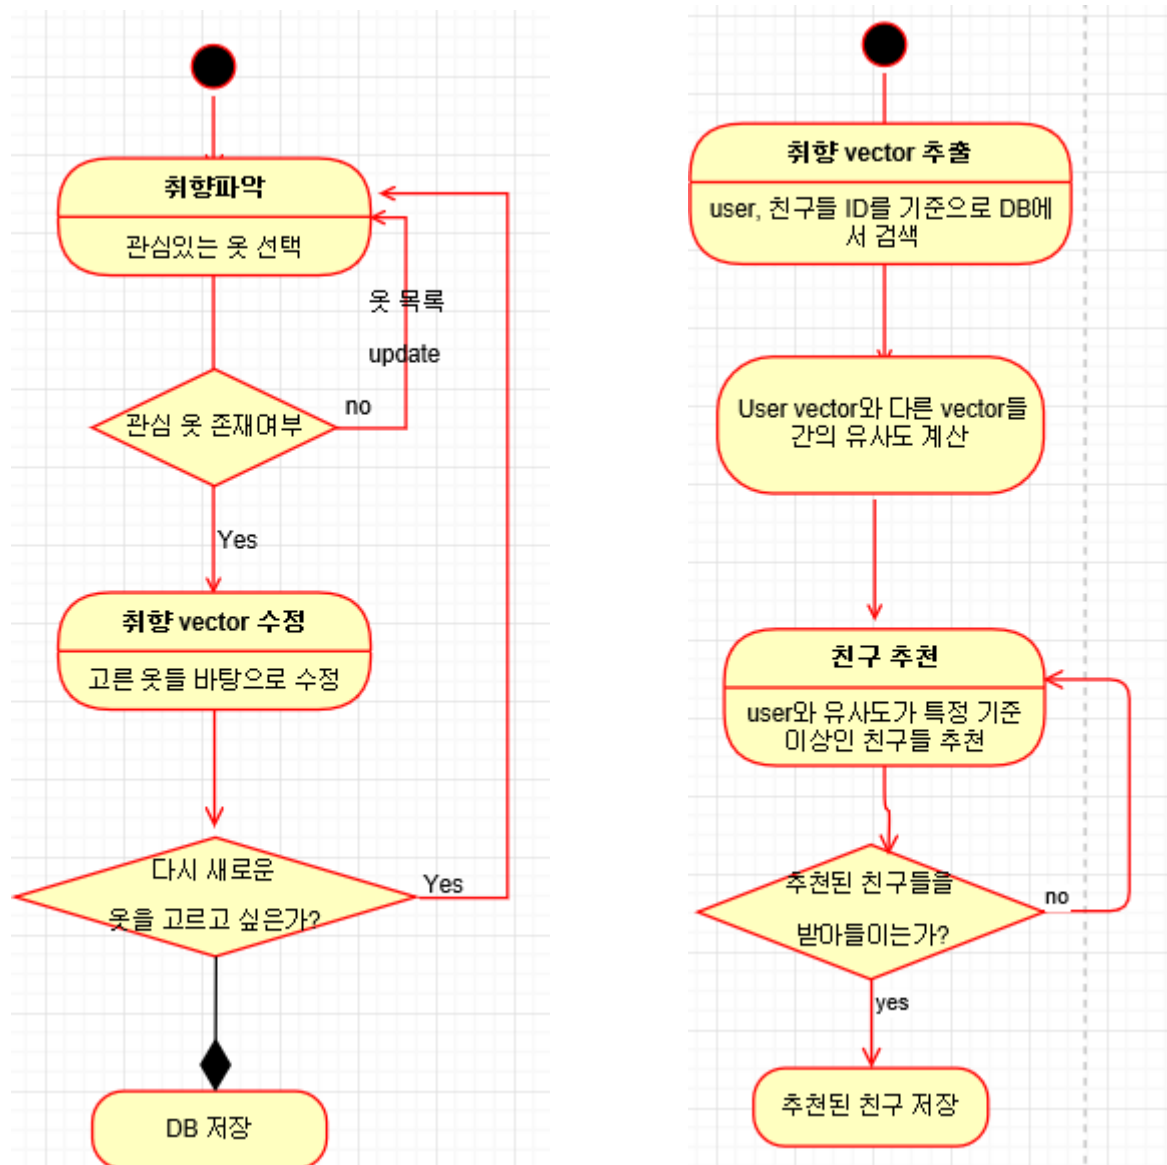 취향파악
관심있는 옷 선택
옷 목록
update
관심 옷 존재여부
no
Yes
취향 vector 수정
고른 옷들 바탕으로 수정
다시 새로운
옷을 고르고 싶은가?
Yes
DB 저장
취향 vector 추출
user, 친구들 ID를 기준으로 DB에
서 검색
User vector와 다른 vector들
간의 유사도 계산
친구 추천
user와 유사도가 특정 기준
이상인 친구들 추천
추천된 친구들을
받아들이는가?
no
yes
추천된 친구 저장